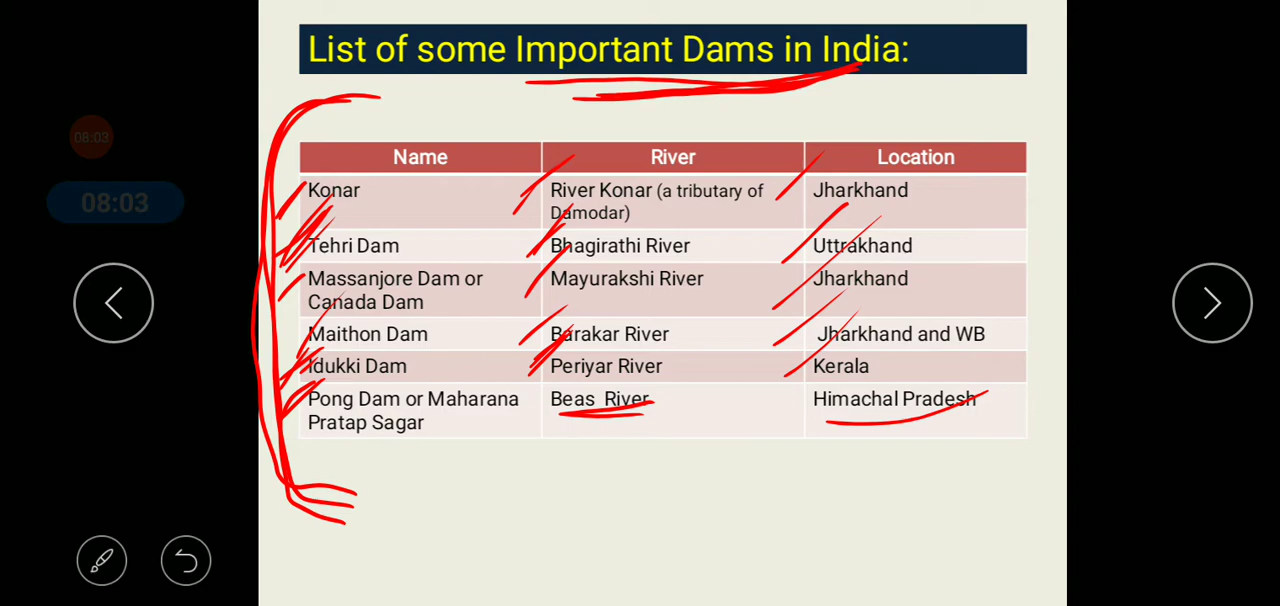 List of some Important Dams in India:
08:03
08:03
Name River Location
Konar River Konar (a tributary of Damodar) Jharkhand
Tehri Dam Bhagirathi River Uttrakhand
Massanjore Dam or Canada Dam Mayurakshi River Jharkhand
Maithon Dam Barakar River Jharkhand and WB
Idukki Dam Periyar River Kerala
Pong Dam or Maharana Pratap Sagar Beas River Himachal Pradesh